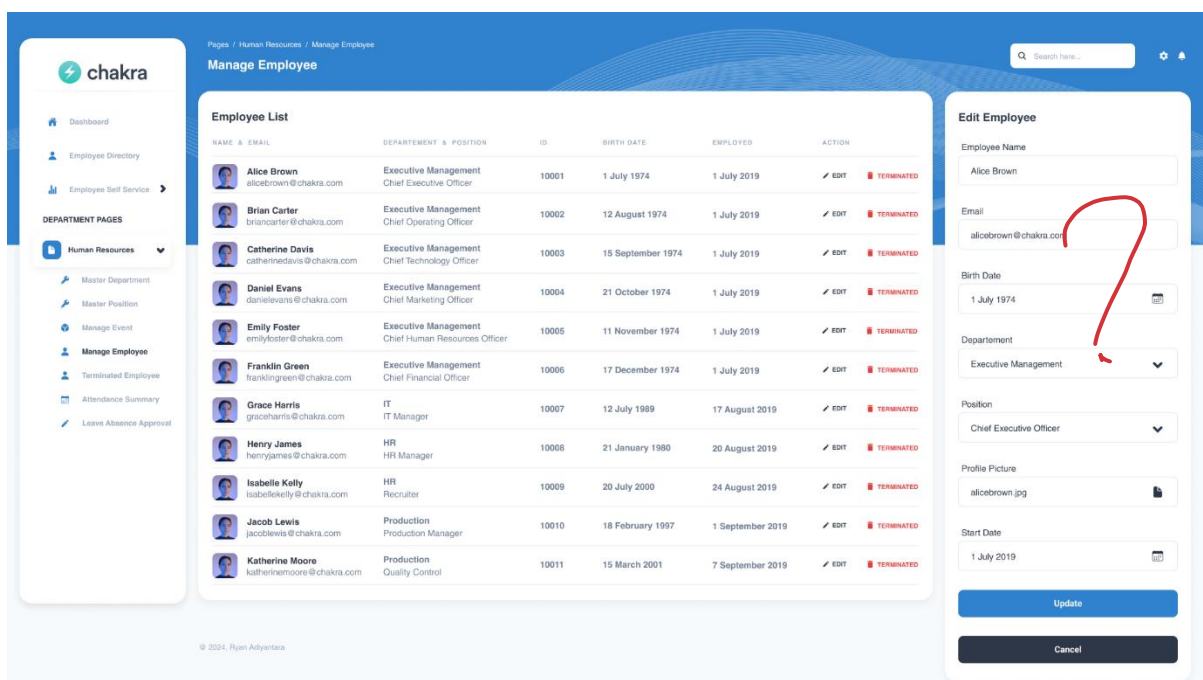 chakra
Dashboard
Employee Directory
Employee Self Service
DEPARTMENT PAGES
Human Resources
Master Department
Master Position
Manage Event
Manage Employee
Terminated Employee
Attendance Summary
Leave Absence Approval
Pages / Human Resources / Manage Employee
Manage Employee
Search here...
Employee List
NAME & EMAIL DEPARTEMENT & POSITION ID BIRTH DATE EMPLOYED ACTION
Alice Brown Executive Management
alicebrown@chakra.com Chief Executive Officer 10001 1 July 1974 1 July 2019 EDIT TERMINATED
Brian Carter Executive Management
briancarter@chakra.com Chief Operating Officer 10002 12 August 1974 1 July 2019 EDIT TERMINATED
Catherine Davis Executive Management
catherinedavis@chakra.com Chief Technology Officer 10003 15 September 1974 1 July 2019 EDIT TERMINATED
Daniel Evans Executive Management
danielevans@chakra.com Chief Marketing Officer 10004 21 October 1974 1 July 2019 EDIT TERMINATED
Emily Foster Executive Management
emilyfoster@chakra.com Chief Human Resources Officer 10005 11 November 1974 1 July 2019 EDIT TERMINATED
Franklin Green Executive Management
franklingreen@chakra.com Chief Financial Officer 10006 17 December 1974 1 July 2019 EDIT TERMINATED
Grace Harris IT
graceharris@chakra.com IT Manager 10007 12 July 1989 17 August 2019 EDIT TERMINATED
Henry James HR
henryjames@chakra.com HR Manager 10008 21 January 1980 20 August 2019 EDIT TERMINATED
Isabelle Kelly HR
isabellekelly@chakra.com Recruiter 10009 20 July 2000 24 August 2019 EDIT TERMINATED
Jacob Lewis Production
jacoblewis@chakra.com Production Manager 10010 18 February 1997 1 September 2019 EDIT TERMINATED
Katherine Moore Production
katherinemoore@chakra.com Quality Control 10011 15 March 2001 7 September 2019 EDIT TERMINATED
Edit Employee
Employee Name
Alice Brown
Email
alicebrown@chakra.com
Birth Date
1 July 1974
Departement
Executive Management
Position
Chief Executive Officer
Profile Picture
alicebrown.jpg
Start Date
1 July 2019
Update
Cancel
?
© 2024, Ryan Adiyantara